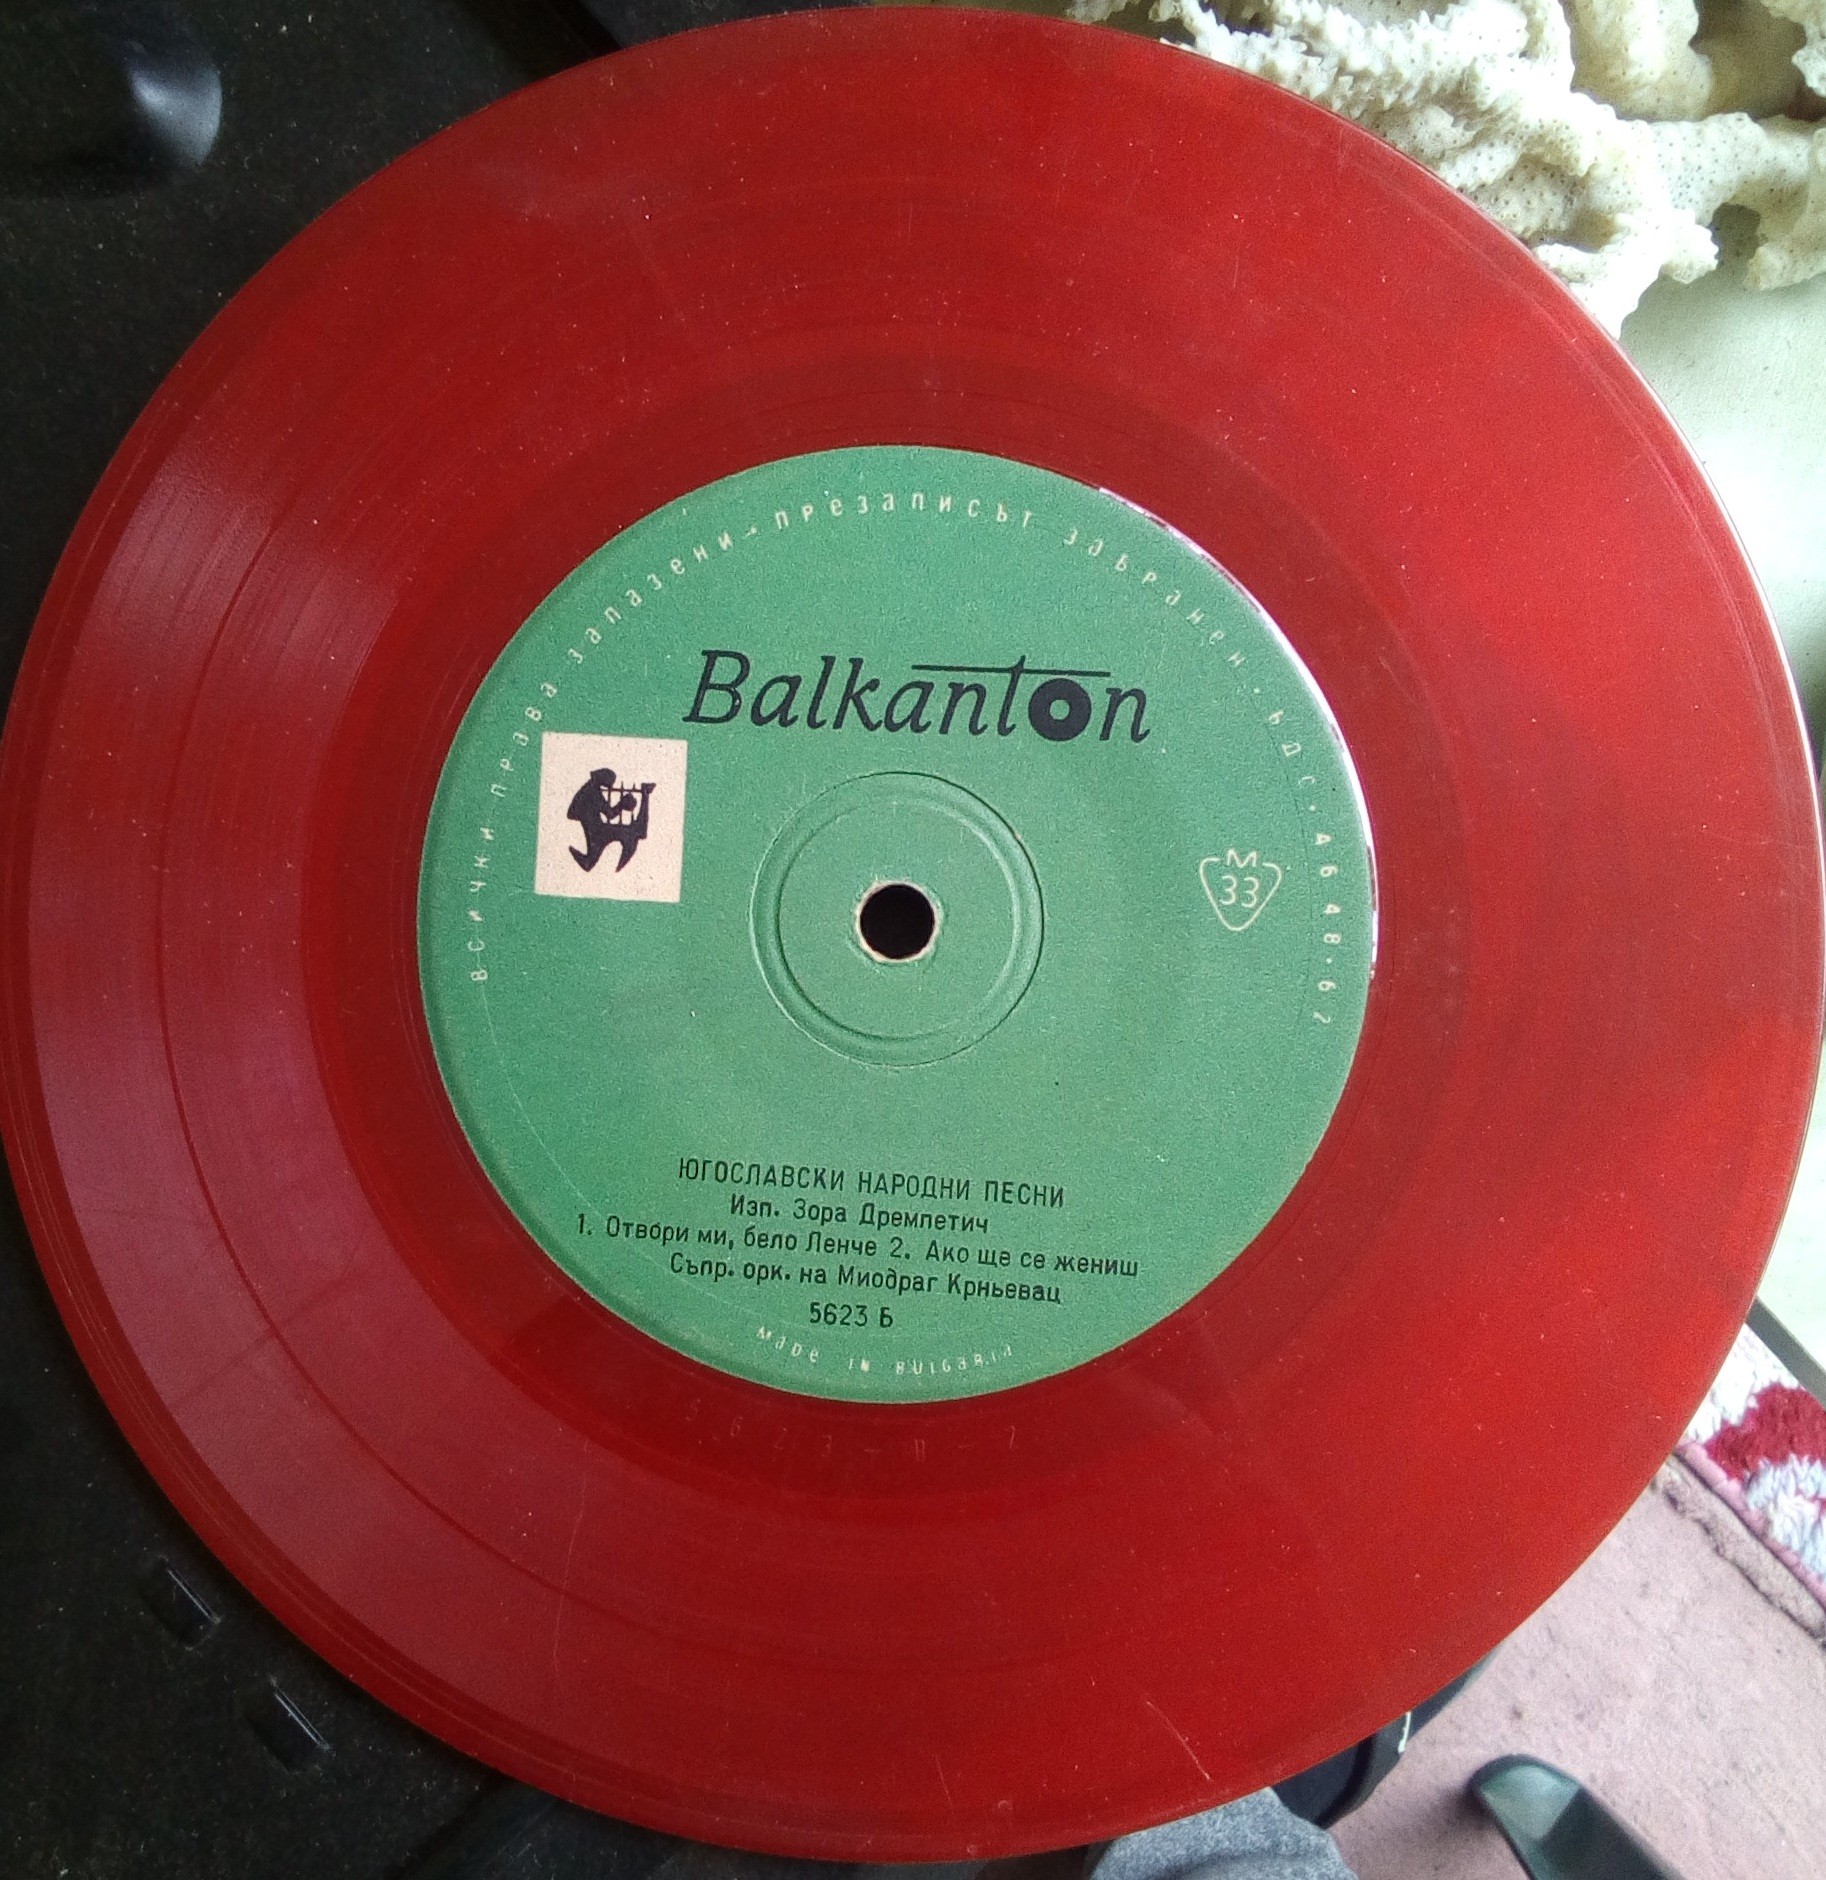 всички права запазени - презаписът забранен · БДС · 4648·62
Balkanton
М
33
ЮГОСЛАВСКИ НАРОДНИ ПЕСНИ
Изп. Зора Дремпетич
1. Отвори ми, бело Ленче 2. Ако ще се жениш
Съпр. орк. на Миодраг Крньевац
5623 Б
made in Bulgaria